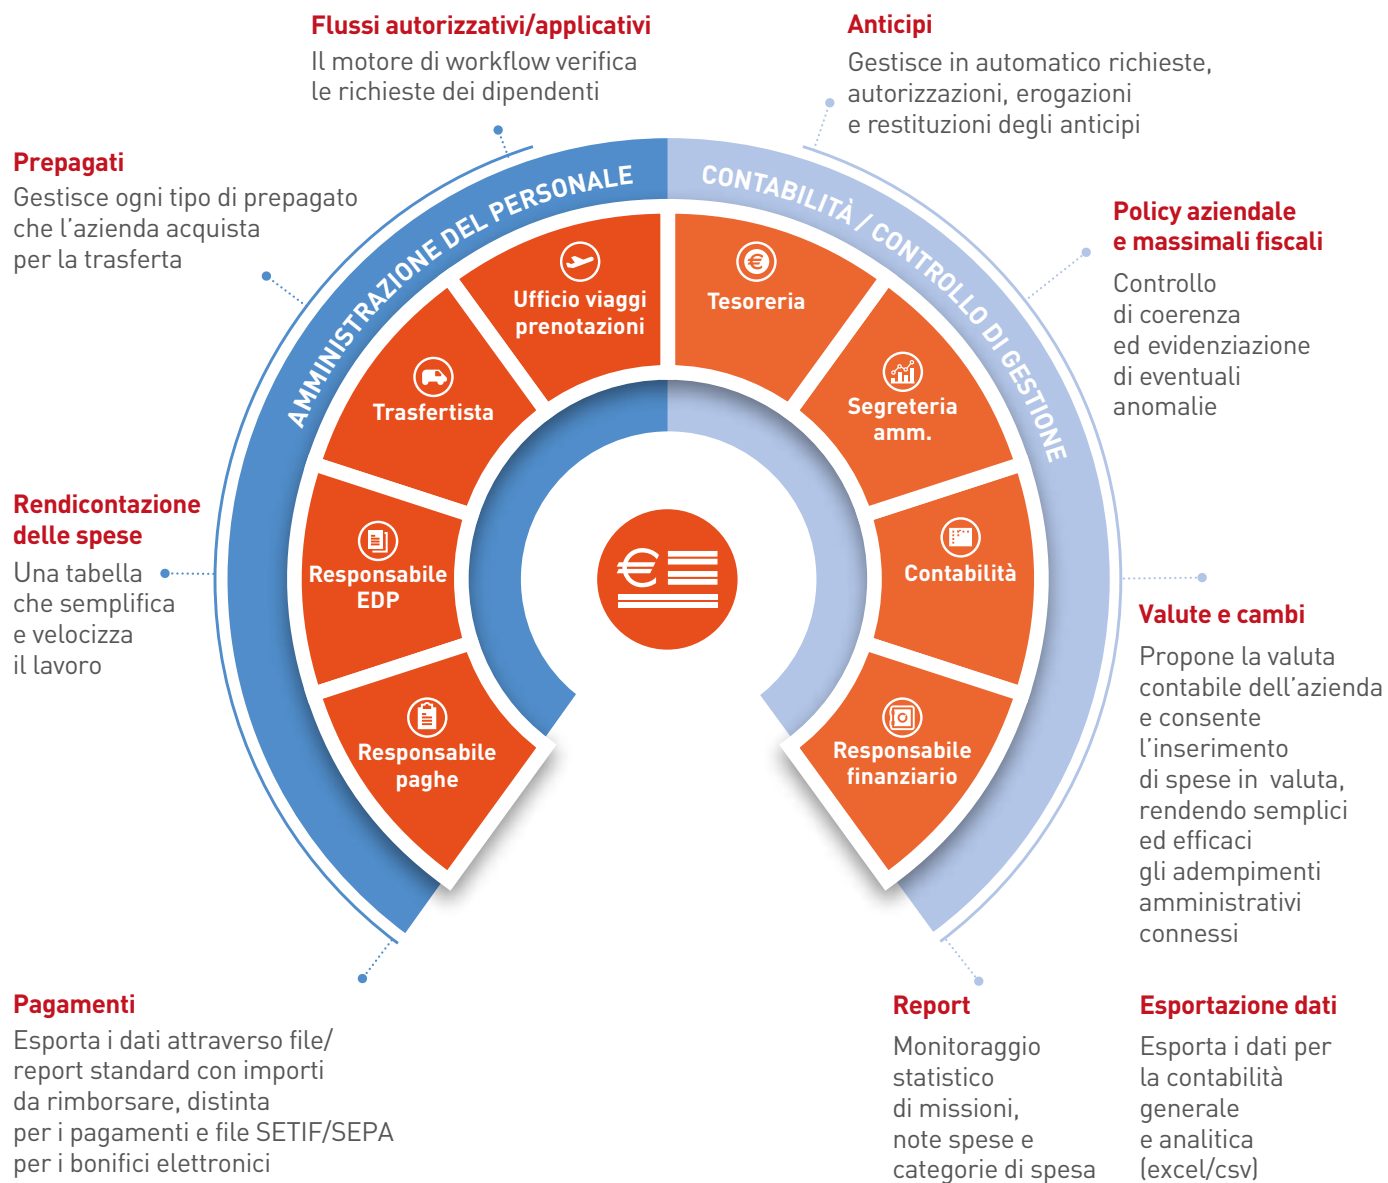 Flussi autorizzativi/applicativi
Il motore di workflow verifica
le richieste dei dipendenti
Anticipi
Gestisce in automatico richieste,
autorizzazioni, erogazioni
e restituzioni degli anticipi
Prepagati
Gestisce ogni tipo di prepagato
che l'azienda acquista
per la trasferta
Policy aziendale
e massimali fiscali
Controllo
di coerenza
ed evidenziazione
di eventuali
anomalie
AMMINISTRAZIONE DEL PERSONALE
CONTABILITÀ / CONTROLLO DI GESTIONE
Ufficio viaggi
prenotazioni
Tesoreria
Trasfertista
Segreteria
amm.
Responsabile
EDP
Contabilità
Responsabile
paghe
Responsabile
finanziario
Rendicontazione
delle spese
Una tabella
che semplifica
e velocizza
il lavoro
Valute e cambi
Propone la valuta
contabile dell'azienda
e consente
l'inserimento
di spese in valuta,
rendendo semplici
ed efficaci
gli adempimenti
amministrativi
connessi
Pagamenti
Esporta i dati attraverso file/
report standard con importi
da rimborsare, distinta
per i pagamenti e file SETIF/SEPA
per i bonifici elettronici
Report
Monitoraggio
statistico
di missioni,
note spese e
categorie di spesa
Esportazione dati
Esporta i dati per
la contabilità
generale
e analitica
(excel/csv)